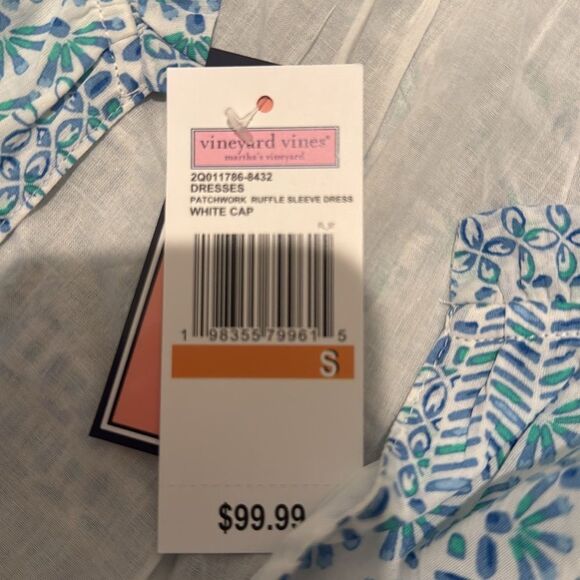 vineyard vines®
martha's vineyard
2Q011786-8432
DRESSES
PATCHWORK RUFFLE SLEEVE DRESS
WHITE CAP
1 98355 79961 5
S
$99.99